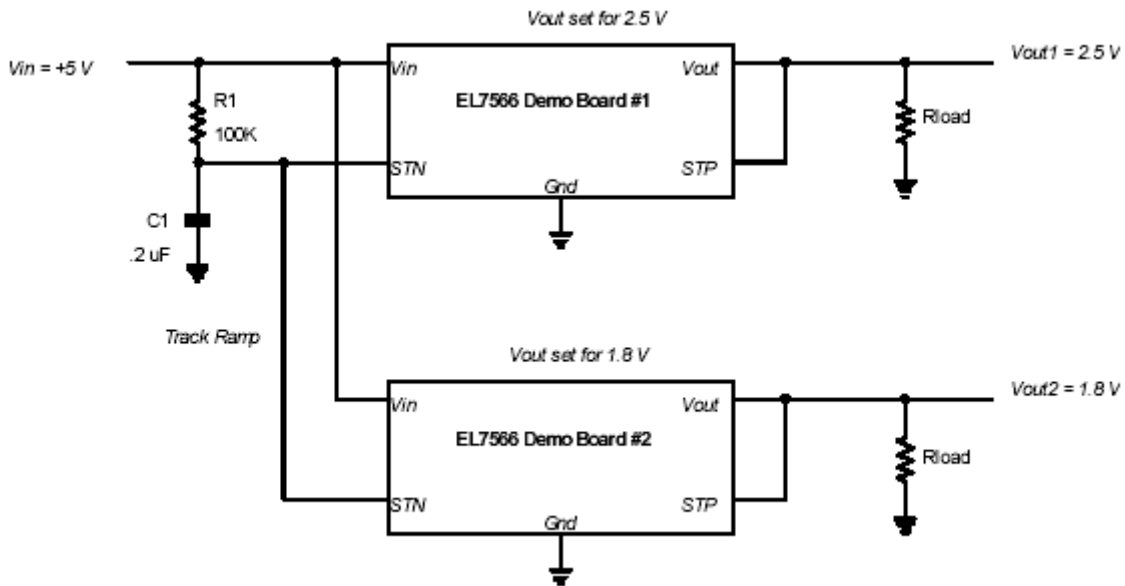 Vout set for 2.5 V
Vin = +5 V
Vin
Vout
Vout1 = 2.5 V
EL7566 Demo Board #1
R1
100K
Rload
STN
STP
Gnd
C1
.2 uF
Track Ramp
Vout set for 1.8 V
Vin
Vout
Vout2 = 1.8 V
EL7566 Demo Board #2
Rload
STN
STP
Gnd